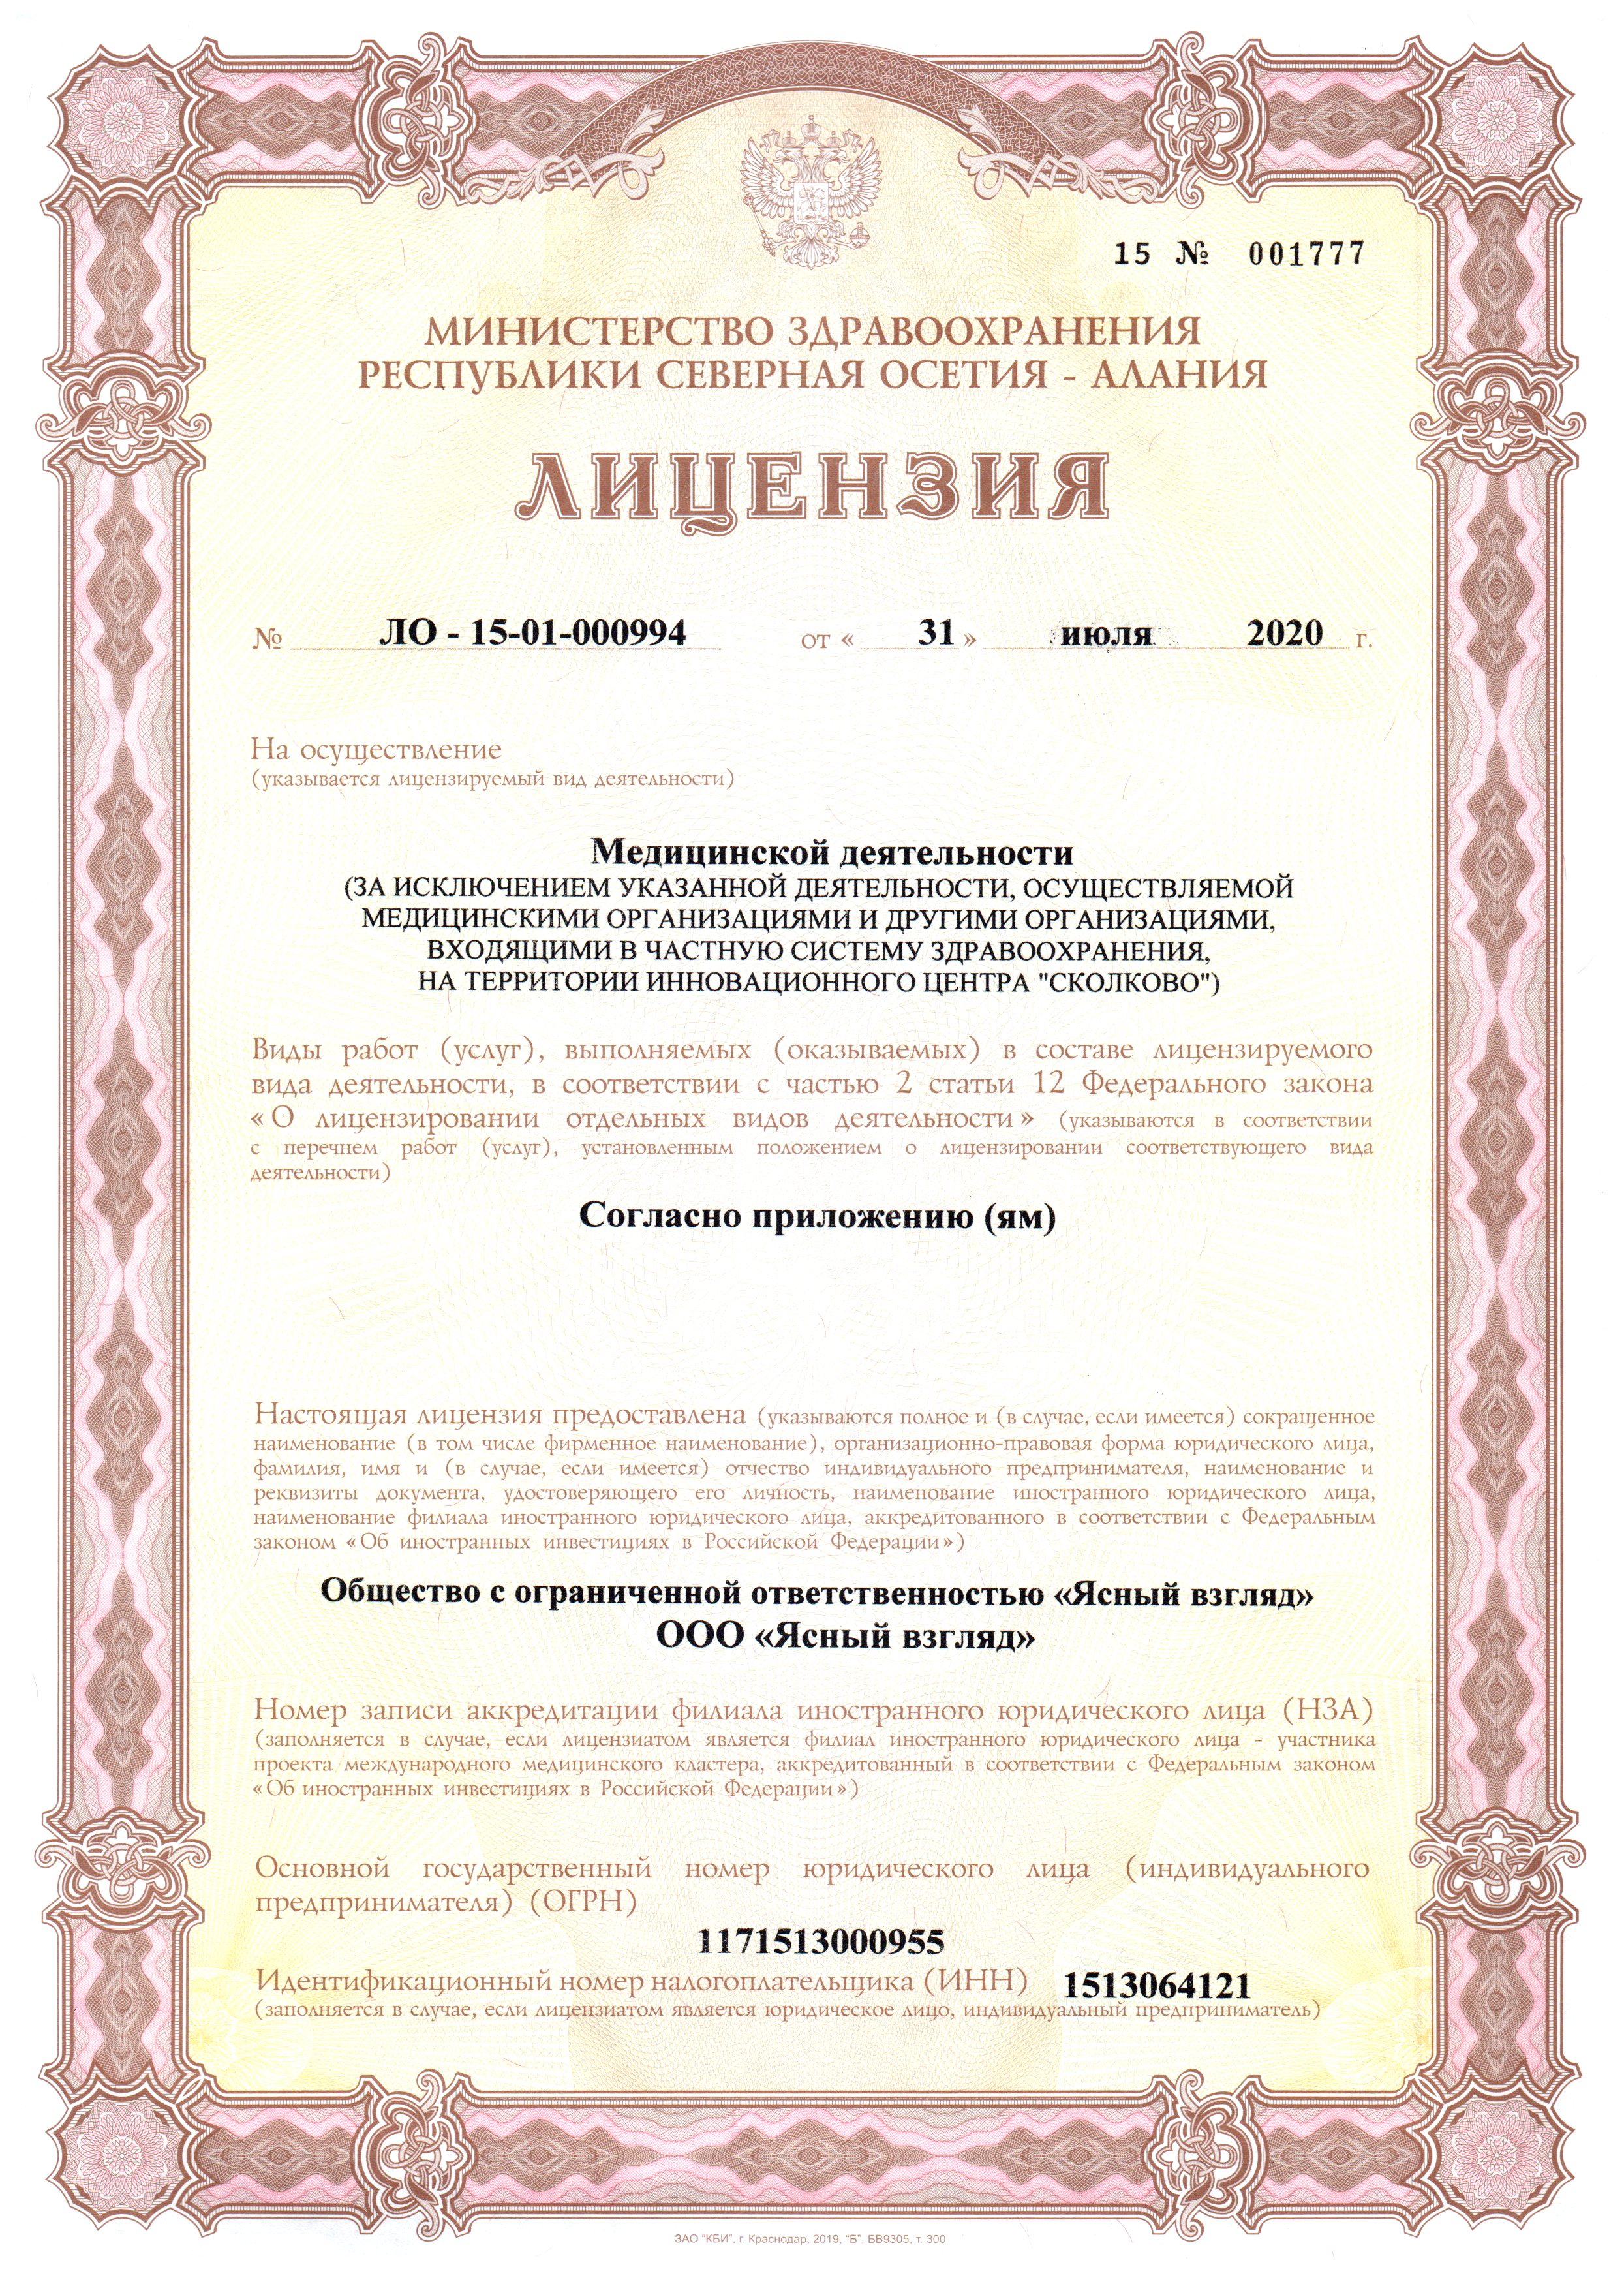 15 № 001777
МИНИСТЕРСТВО ЗДРАВООХРАНЕНИЯ
РЕСПУБЛИКИ СЕВЕРНАЯ ОСЕТИЯ - АЛАНИЯ
ЛИЦЕНЗИЯ
№ ЛО - 15-01-000994 от « 31 » июля 2020 г.
На осуществление
(указывается лицензируемый вид деятельности)
Медицинской деятельности
(ЗА ИСКЛЮЧЕНИЕМ УКАЗАННОЙ ДЕЯТЕЛЬНОСТИ, ОСУЩЕСТВЛЯЕМОЙ
МЕДИЦИНСКИМИ ОРГАНИЗАЦИЯМИ И ДРУГИМИ ОРГАНИЗАЦИЯМИ,
ВХОДЯЩИМИ В ЧАСТНУЮ СИСТЕМУ ЗДРАВООХРАНЕНИЯ,
НА ТЕРРИТОРИИ ИННОВАЦИОННОГО ЦЕНТРА "СКОЛКОВО")
Виды работ (услуг), выполняемых (оказываемых) в составе лицензируемого
вида деятельности, в соответствии с частью 2 статьи 12 Федерального закона
«О лицензировании отдельных видов деятельности» (указываются в соответствии
с перечнем работ (услуг), установленным положением о лицензировании соответствующего вида
деятельности)
Согласно приложению (ям)
Настоящая лицензия предоставлена (указываются полное и (в случае, если имеется) сокращенное
наименование (в том числе фирменное наименование), организационно-правовая форма юридического лица,
фамилия, имя и (в случае, если имеется) отчество индивидуального предпринимателя, наименование и
реквизиты документа, удостоверяющего его личность, наименование иностранного юридического лица,
наименование филиала иностранного юридического лица, аккредитованного в соответствии с Федеральным
законом «Об иностранных инвестициях в Российской Федерации»)
Общество с ограниченной ответственностью «Ясный взгляд»
ООО «Ясный взгляд»
Номер записи аккредитации филиала иностранного юридического лица (НЗА)
(заполняется в случае, если лицензиатом является филиал иностранного юридического лица - участника
проекта международного медицинского кластера, аккредитованный в соответствии с Федеральным законом
«Об иностранных инвестициях в Российской Федерации»)
Основной государственный номер юридического лица (индивидуального
предпринимателя) (ОГРН)
1171513000955
Идентификационный номер налогоплательщика (ИНН) 1513064121
(заполняется в случае, если лицензиатом является юридическое лицо, индивидуальный предприниматель)
ЗАО "КБИ", г. Краснодар, 2019, "Б", БВ9305, т. 300